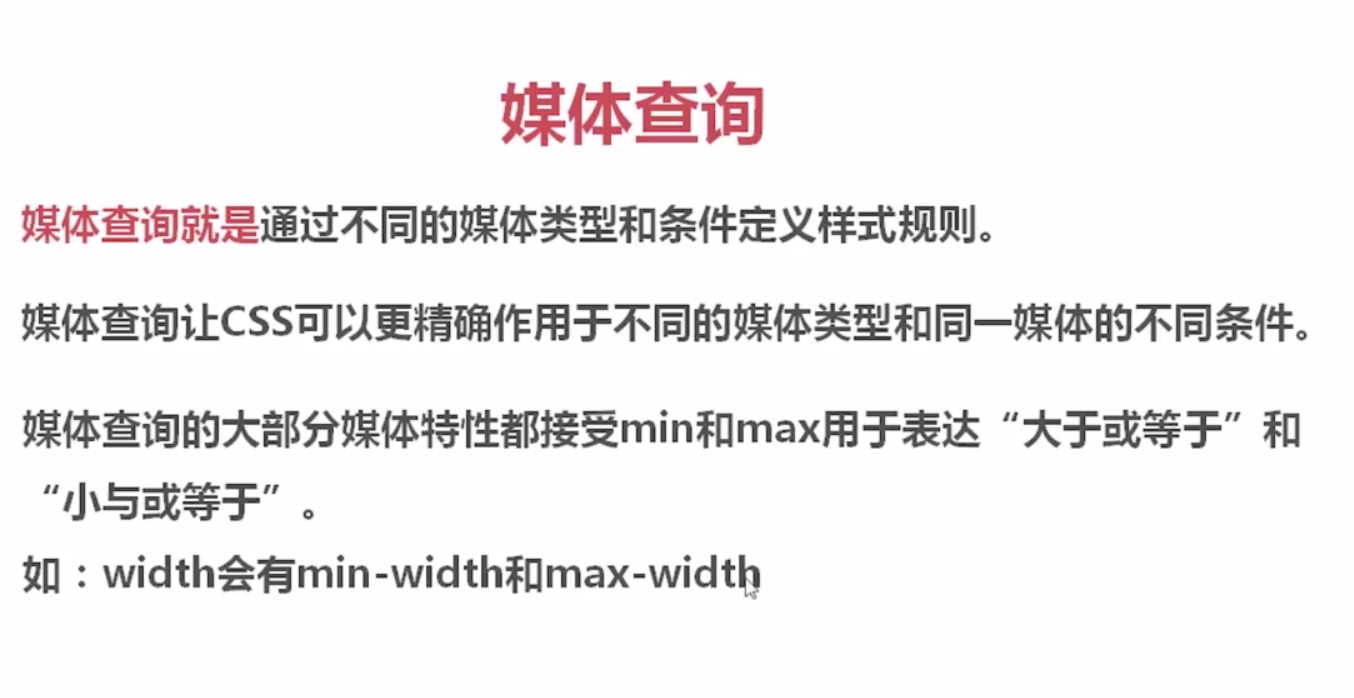 媒体查询
媒体查询就是通过不同的媒体类型和条件定义样式规则。
媒体查询让CSS可以更精确作用于不同的媒体类型和同一媒体的不同条件。
媒体查询的大部分媒体特性都接受min和max用于表达“大于或等于”和
“小与或等于”。
如：width会有min-width和max-width